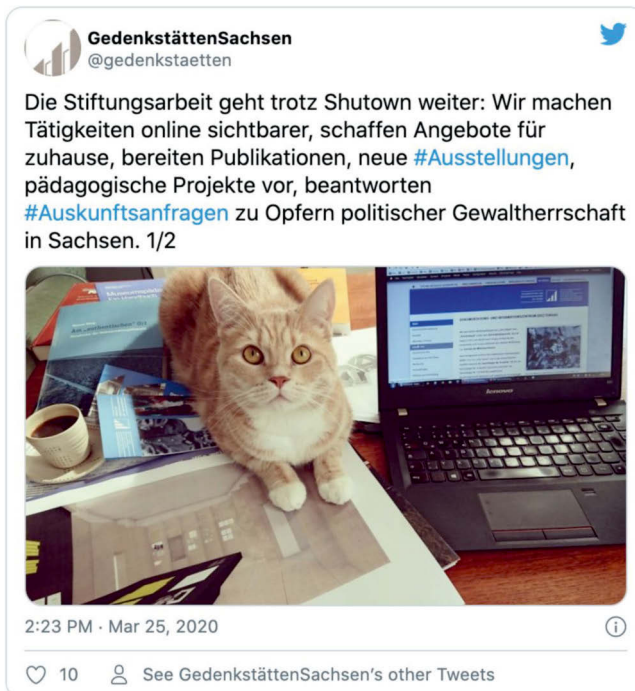 GedenkstättenSachsen
@gedenkstaetten
Die Stiftungsarbeit geht trotz Shutown weiter: Wir machen
Tätigkeiten online sichtbarer, schaffen Angebote für
zuhause, bereiten Publikationen, neue #Ausstellungen,
pädagogische Projekte vor, beantworten
#Auskunftsanfragen zu Opfern politischer Gewaltherrschaft
in Sachsen. 1/2
Lenovo
2:23 PM · Mar 25, 2020
10
See GedenkstättenSachsen's other Tweets